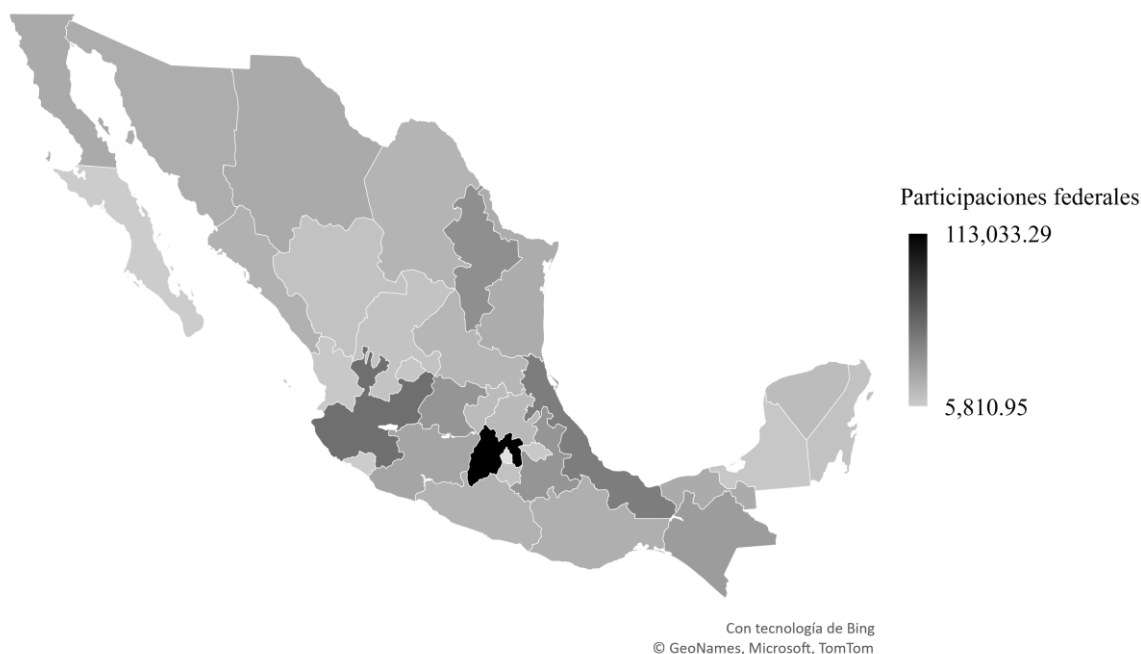 Participaciones federales
113,033.29
5,810.95
Con tecnología de Bing
© GeoNames, Microsoft, TomTom